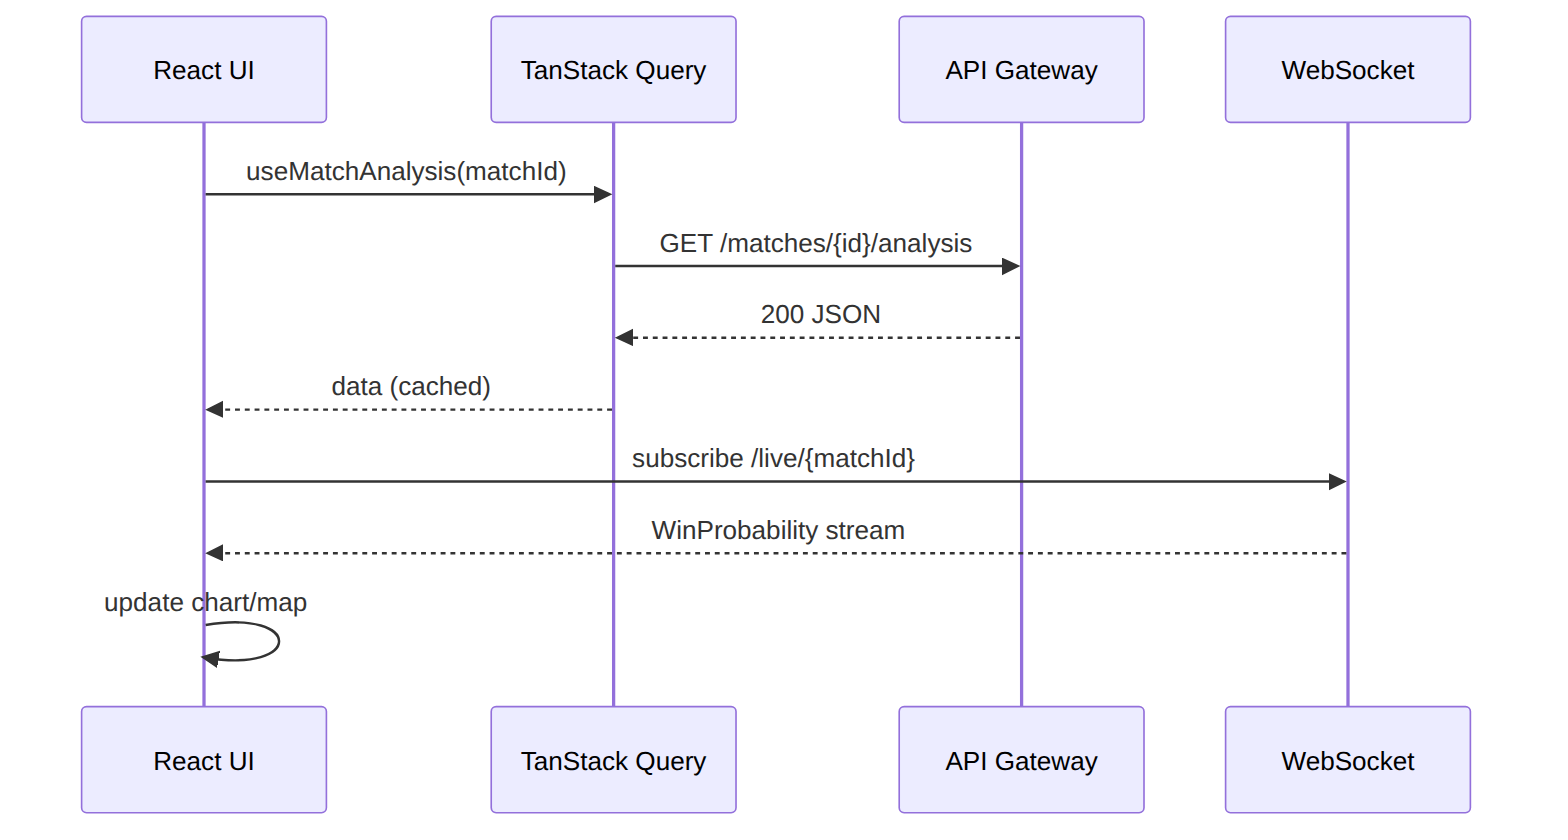 React UI
TanStack Query
API Gateway
WebSocket
useMatchAnalysis(matchId)
GET /matches/{id}/analysis
200 JSON
data (cached)
subscribe /live/{matchId}
WinProbability stream
update chart/map
React UI
TanStack Query
API Gateway
WebSocket